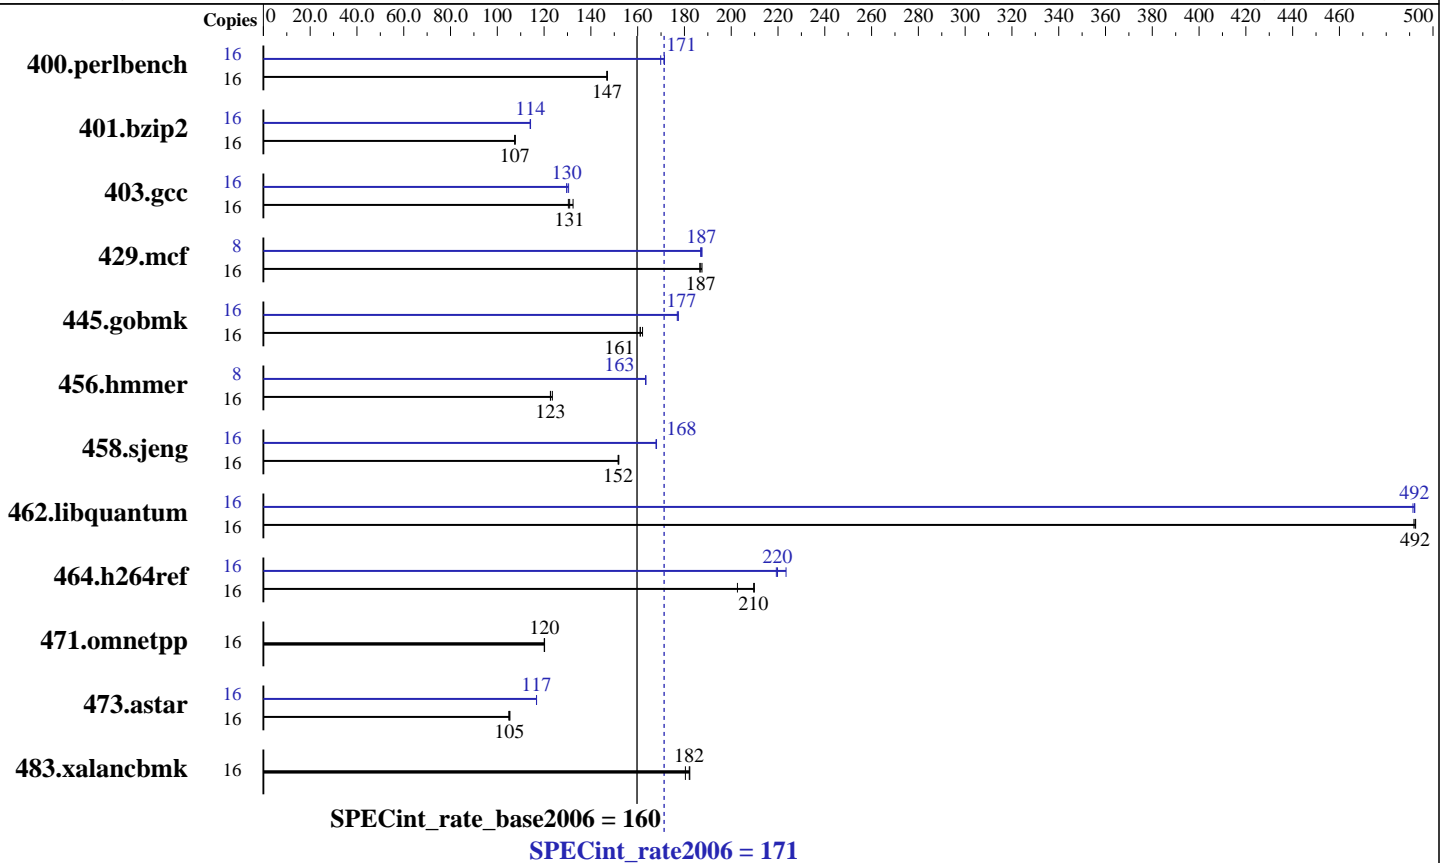 Copies 0 20.0 40.0 60.0 80.0 100 120 140 160 180 200 220 240 260 280 300 320 340 360 380 400 420 440 460 500
400.perlbench 16 171
16 147
401.bzip2 16 114
16 107
403.gcc 16 130
16 131
429.mcf 8 187
16 187
445.gobmk 16 177
16 161
456.hmmer 8 163
16 123
458.sjeng 16 168
16 152
462.libquantum 16 492
16 492
464.h264ref 16 220
16 210
471.omnetpp 16 120
473.astar 16 117
16 105
483.xalancbmk 16 182
SPECint_rate_base2006 = 160
SPECint_rate2006 = 171